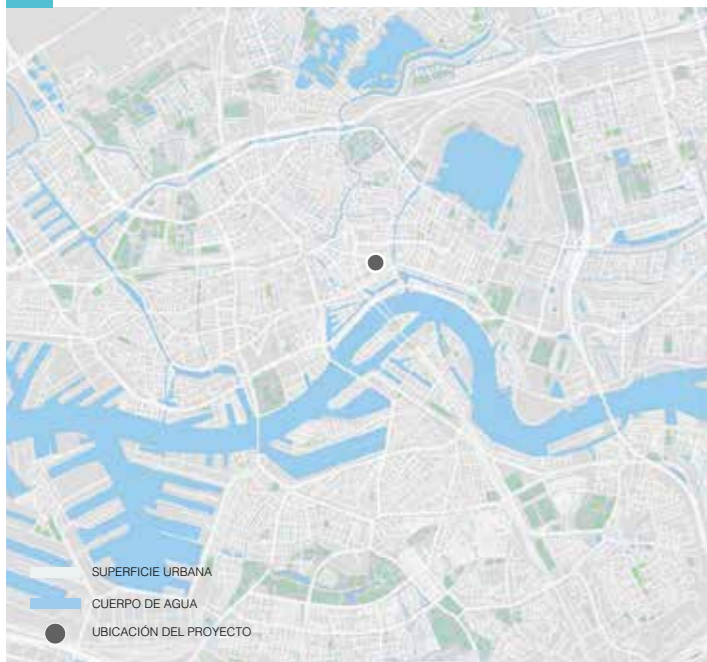 SUPERFICIE URBANA
CUERPO DE AGUA
UBICACIÓN DEL PROYECTO